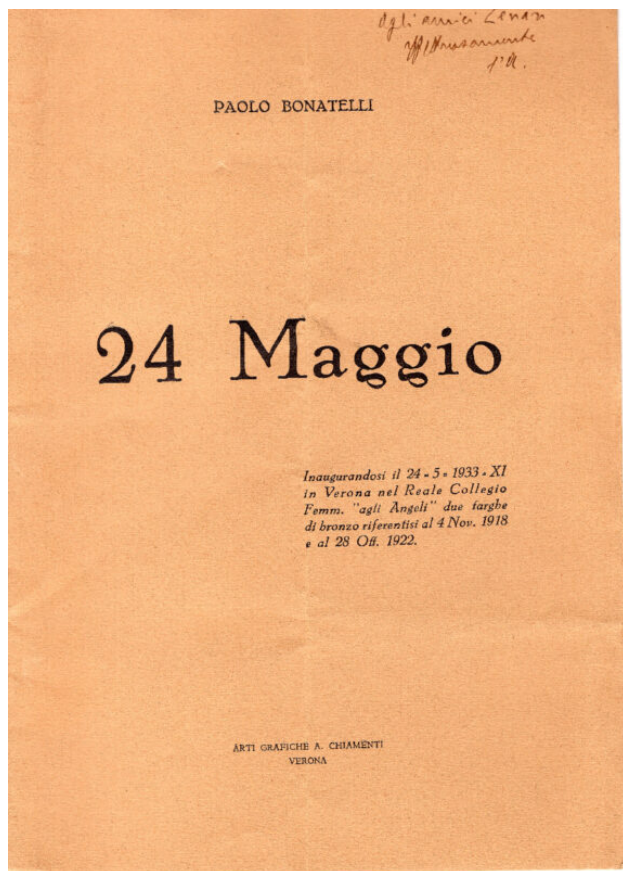 agli amici Zenari
affettuosamente
l'A.
PAOLO BONATELLI
24 Maggio
Inaugurandosi il 24 - 5 - 1933 - XI
in Verona nel Reale Collegio
Femm. "agli Angeli" due targhe
di bronzo riferentisi al 4 Nov. 1918
e al 28 Ott. 1922.
ARTI GRAFICHE A. CHIAMENTI
VERONA